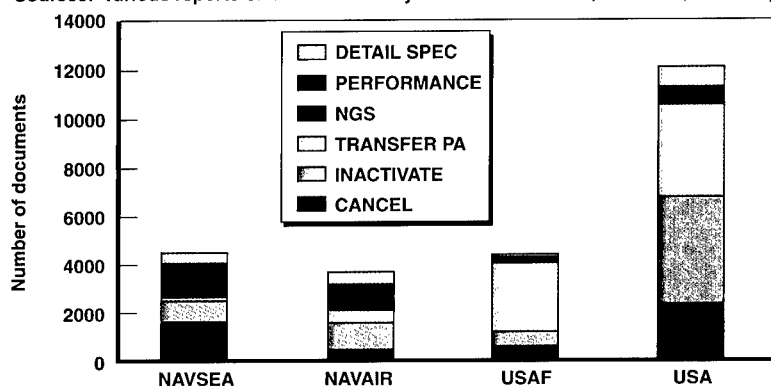 14000
12000
10000
8000
6000
4000
2000
0
Number of documents
DETAIL SPEC
PERFORMANCE
NGS
TRANSFER PA
INACTIVATE
CANCEL
NAVSEA NAVAIR USAF USA